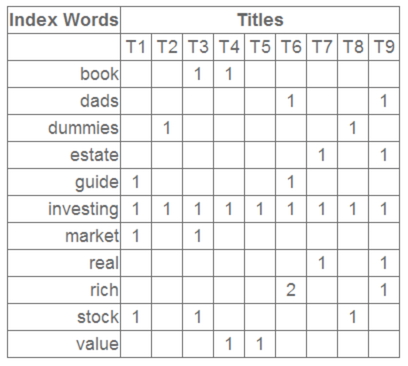 Index Words Titles
T1 T2 T3 T4 T5 T6 T7 T8 T9
book 1 1
dads 1 1
dummies 1 1
estate 1 1
guide 1 1
investing 1 1 1 1 1 1 1 1 1
market 1 1
real 1 1
rich 2 1
stock 1 1 1
value 1 1